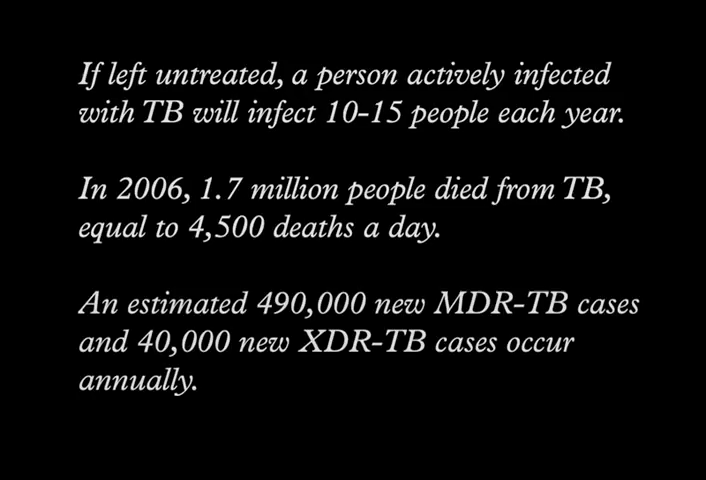 If left untreated, a person actively infected
with TB will infect 10-15 people each year.
In 2006, 1.7 million people died from TB,
equal to 4,500 deaths a day.
An estimated 490,000 new MDR-TB cases
and 40,000 new XDR-TB cases occur
annually.